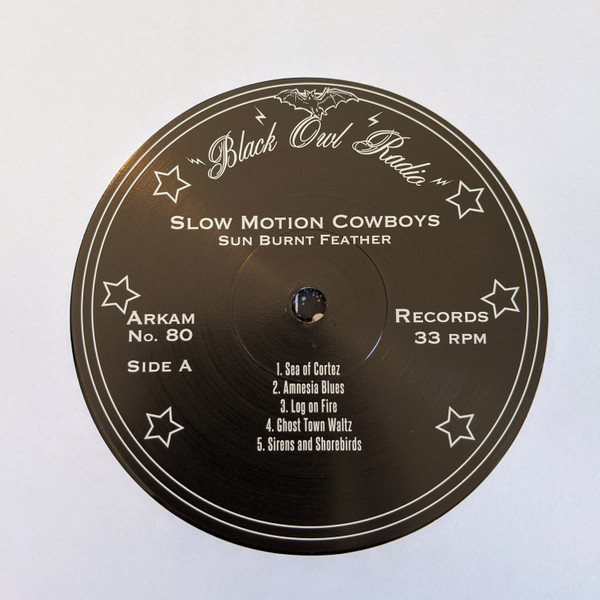 Black Owl Radio
Slow Motion Cowboys
Sun Burnt Feather
Arkam
No. 80
Side A
Records
33 rpm
1. Sea of Cortez
2. Amnesia Blues
3. Log on Fire
4. Ghost Town Waltz
5. Sirens and Shorebirds